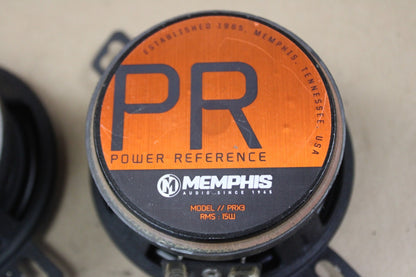 ESTABLISHED 1965, MEMPHIS, TENNESSEE, USA
PR
POWER REFERENCE
M MEMPHIS
AUDIO SINCE 1965
MODEL // PRX3
RMS : 15W